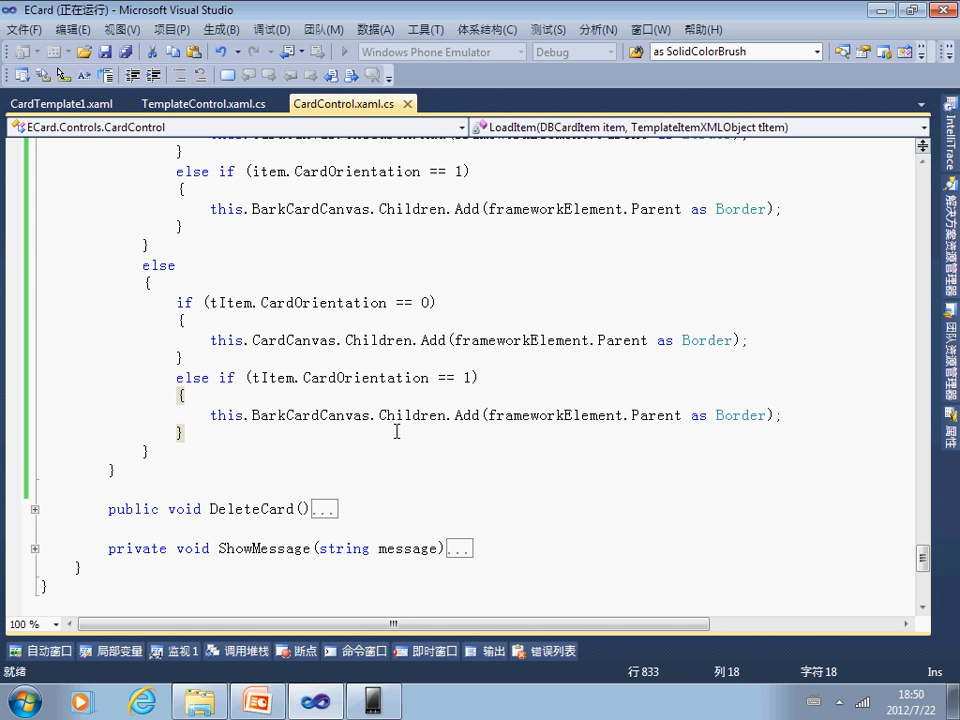 ECard (正在运行) - Microsoft Visual Studio
文件(F) 编辑(E) 视图(V) 项目(P) 生成(B) 调试(D) 团队(M) 数据(A) 工具(T) 体系结构(C) 测试(S) 分析(N) 窗口(W) 帮助(H)
Windows Phone Emulator Debug as SolidColorBrush
CardTemplate1.xaml TemplateControl.xaml.cs CardControl.xaml.cs
ECard.Controls.CardControl LoadItem(DBCardItem item, TemplateItemXMLObject tItem)
}
else if (item.CardOrientation == 1)
{
this.BarkCardCanvas.Children.Add(frameworkElement.Parent as Border);
}
}
else
{
if (tItem.CardOrientation == 0)
{
this.CardCanvas.Children.Add(frameworkElement.Parent as Border);
}
else if (tItem.CardOrientation == 1)
{
this.BarkCardCanvas.Children.Add(frameworkElement.Parent as Border);
}
}
}
public void DeleteCard()...
private void ShowMessage(string message)...
}
}
100 %
自动窗口 局部变量 监视 1 调用堆栈 断点 命令窗口 即时窗口 输出 错误列表
就绪 行 833 列 18 字符 18 Ins
IntelliTrace
解决方案资源管理器
团队资源管理器
属性
18:50
2012/7/22